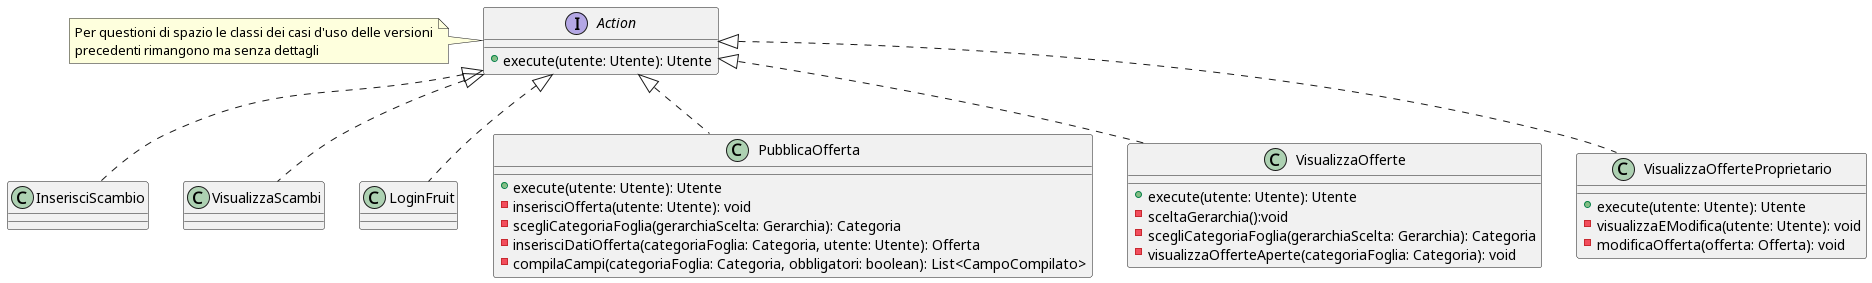 Per questioni di spazio le classi dei casi d'uso delle versioni
precedenti rimangono ma senza dettagli
I Action
execute(utente: Utente): Utente
C InserisciScambio
C VisualizzaScambi
C LoginFruit
C PubblicaOfferta
execute(utente: Utente): Utente
inserisciOfferta(utente: Utente): void
scegliCategoriaFoglia(gerarchiaScelta: Gerarchia): Categoria
inserisciDatiOfferta(categoriaFoglia: Categoria, utente: Utente): Offerta
compilaCampi(categoriaFoglia: Categoria, obbligatori: boolean): List<CampoCompilato>
C VisualizzaOfferte
execute(utente: Utente): Utente
sceltaGerarchia():void
scegliCategoriaFoglia(gerarchiaScelta: Gerarchia): Categoria
visualizzaOfferteAperte(categoriaFoglia: Categoria): void
C VisualizzaOfferteProprietario
execute(utente: Utente): Utente
visualizzaEModifica(utente: Utente): void
modificaOfferta(offerta: Offerta): void